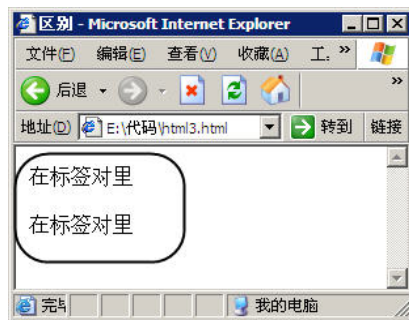 区别 - Microsoft Internet Explorer
文件(F) 编辑(E) 查看(V) 收藏(A) 工: »
后退 »
地址(D) E:\代码\html3.html 转到 链接
在标签对里
在标签对里
我的电脑